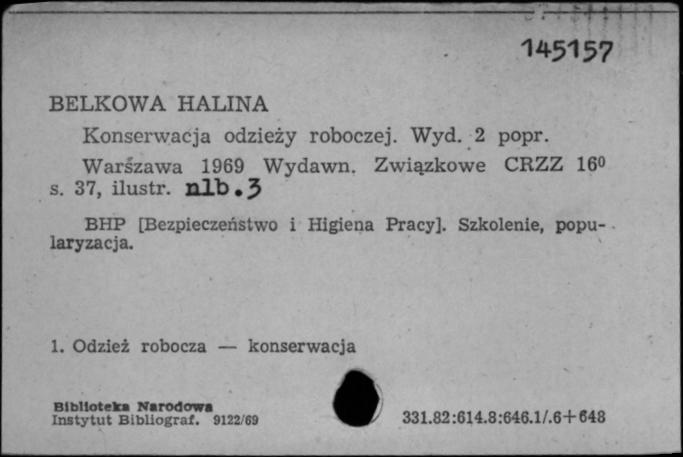 145157
BELKOWA HALINA
Konserwacja odzieży roboczej. Wyd. 2 popr.
Warszawa 1969 Wydawn. Związkowe CRZZ 16⁰
s. 37, ilustr. nlb. 3
BHP [Bezpieczeństwo i Higiena Pracy]. Szkolenie, popu-
laryzacja.
1. Odzież robocza — konserwacja
Biblioteka Narodowa
Instytut Bibliograf. 9122/69
331.82:614.8:646.1/.6+648